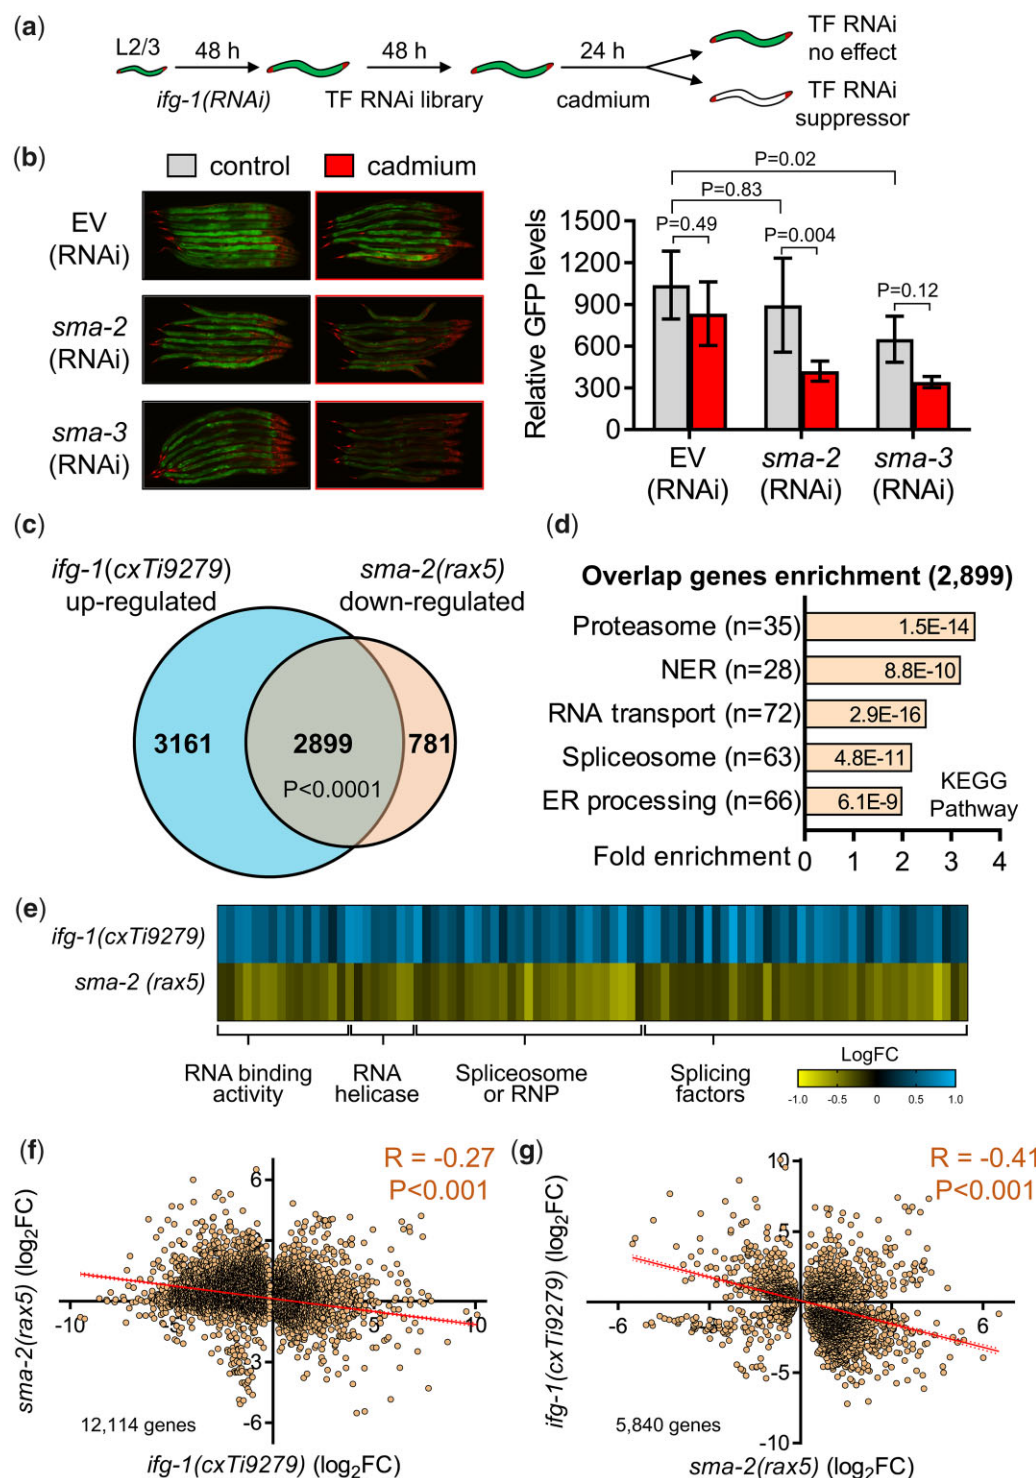 (a)
L2/3
48 h
48 h
24 h
ifg-1(RNAi)
TF RNAi library
cadmium
TF RNAi
no effect
TF RNAi
suppressor
(b)
control
cadmium
EV
(RNAi)
sma-2
(RNAi)
sma-3
(RNAi)
Relative GFP levels
1500
1200
900
600
300
0
P=0.02
P=0.83
P=0.49
P=0.004
P=0.12
EV
(RNAi)
sma-2
(RNAi)
sma-3
(RNAi)
(c)
ifg-1(cxTi9279)
up-regulated
sma-2(rax5)
down-regulated
3161
2899
781
P<0.0001
(d)
Overlap genes enrichment (2,899)
Proteasome (n=35)
1.5E-14
NER (n=28)
8.8E-10
RNA transport (n=72)
2.9E-16
Spliceosome (n=63)
4.8E-11
ER processing (n=66)
6.1E-9
KEGG
Pathway
Fold enrichment
0 1 2 3 4
(e)
ifg-1(cxTi9279)
sma-2 (rax5)
RNA binding
activity
RNA
helicase
Spliceosome
or RNP
Splicing
factors
LogFC
-1.0 -0.5 0 0.5 1.0
(f)
R = -0.27
P<0.001
sma-2(rax5) (log2FC)
6
-10
5
10
-3
-6
12,114 genes
ifg-1(cxTi9279) (log2FC)
(g)
R = -0.41
P<0.001
ifg-1(cxTi9279) (log2FC)
10
5
-6
-3
6
-5
-10
5,840 genes
sma-2(rax5) (log2FC)